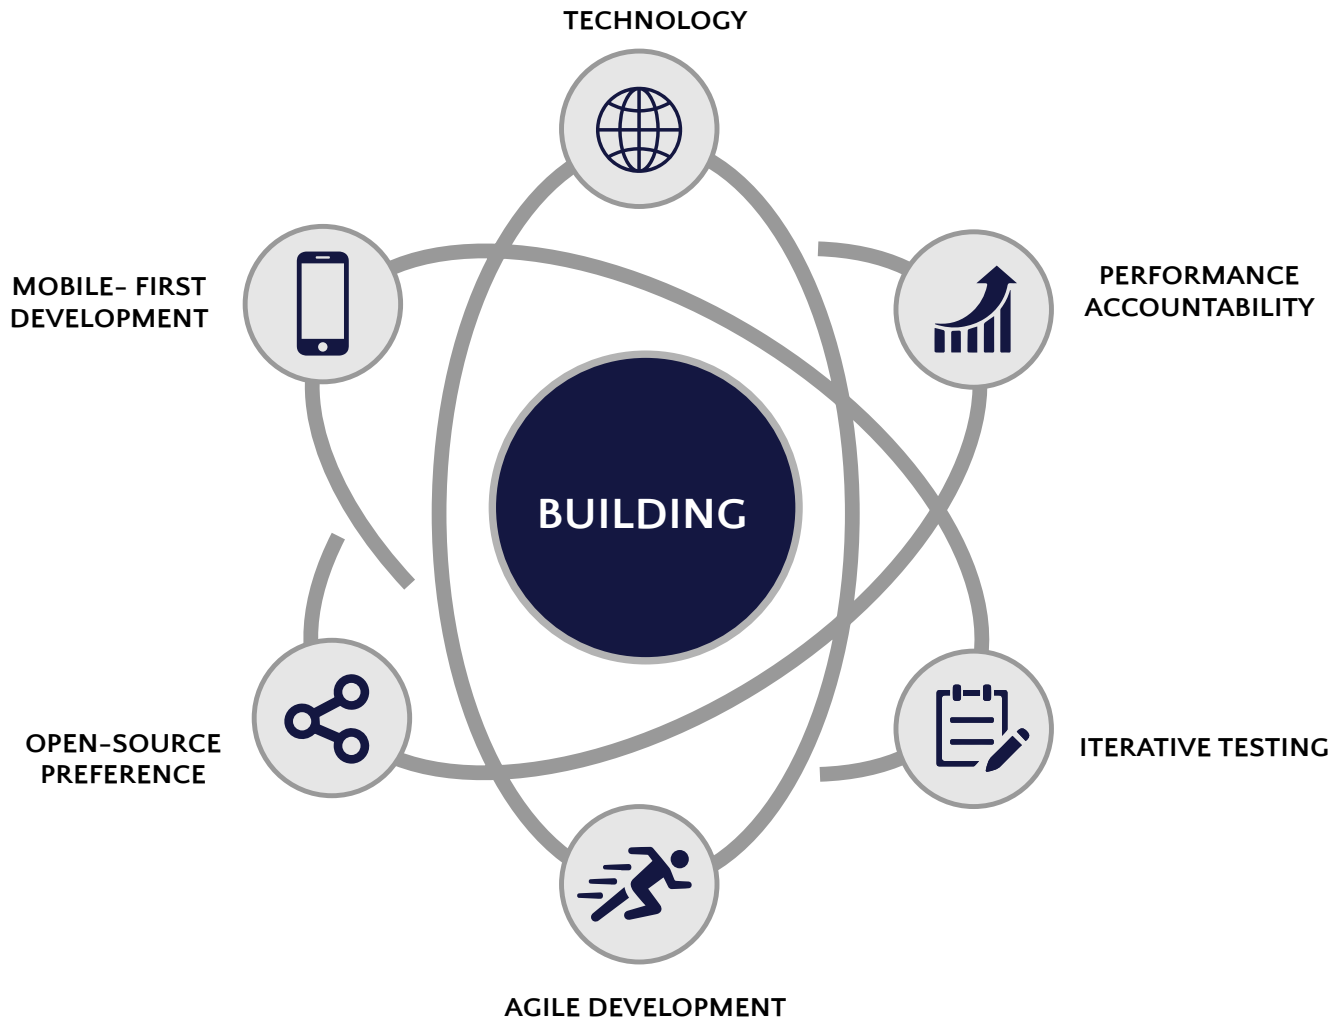 TECHNOLOGY
MOBILE- FIRST
DEVELOPMENT
PERFORMANCE
ACCOUNTABILITY
BUILDING
OPEN-SOURCE
PREFERENCE
ITERATIVE TESTING
AGILE DEVELOPMENT